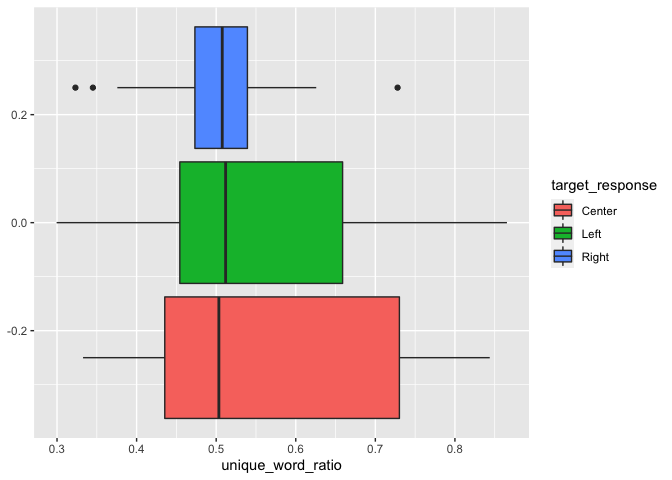 0.2
0.0
-0.2
0.3 0.4 0.5 0.6 0.7 0.8
unique_word_ratio
target_response
Center
Left
Right